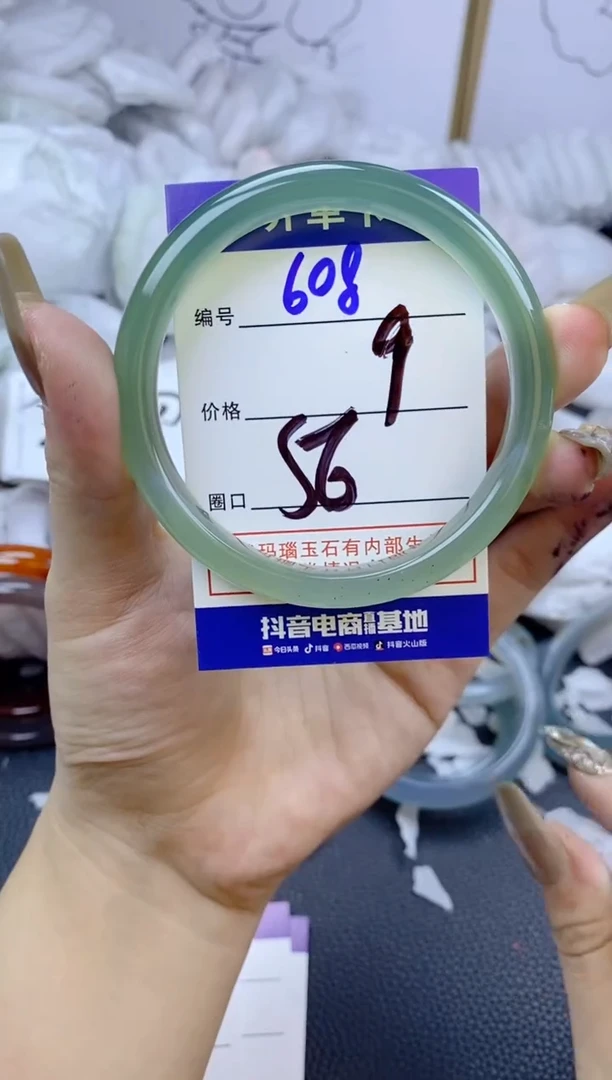 编号 608
价格 9
圈口 56
玛瑙玉石有内部生
抖音电商直播基地
今日头条 抖音 西瓜视频 抖音火山版